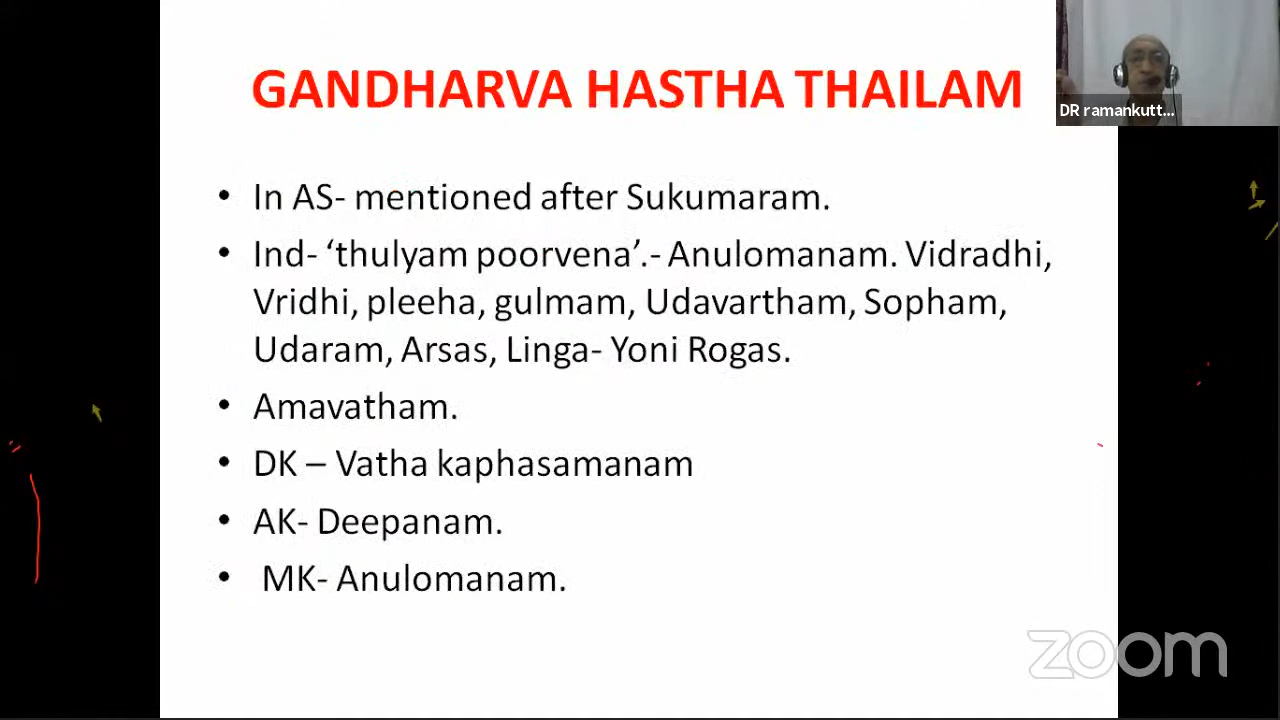 GANDHARVA HASTHA THAILAM
DR ramankutt...
• In AS- mentioned after Sukumaram.
• Ind- ‘thulyam poorvena’.- Anulomanam. Vidradhi,
Vridhi, pleeha, gulmam, Udavartham, Sopham,
Udaram, Arsas, Linga- Yoni Rogas.
• Amavatham.
• DK – Vatha kaphasamanam
• AK- Deepanam.
• MK- Anulomanam.
zoom